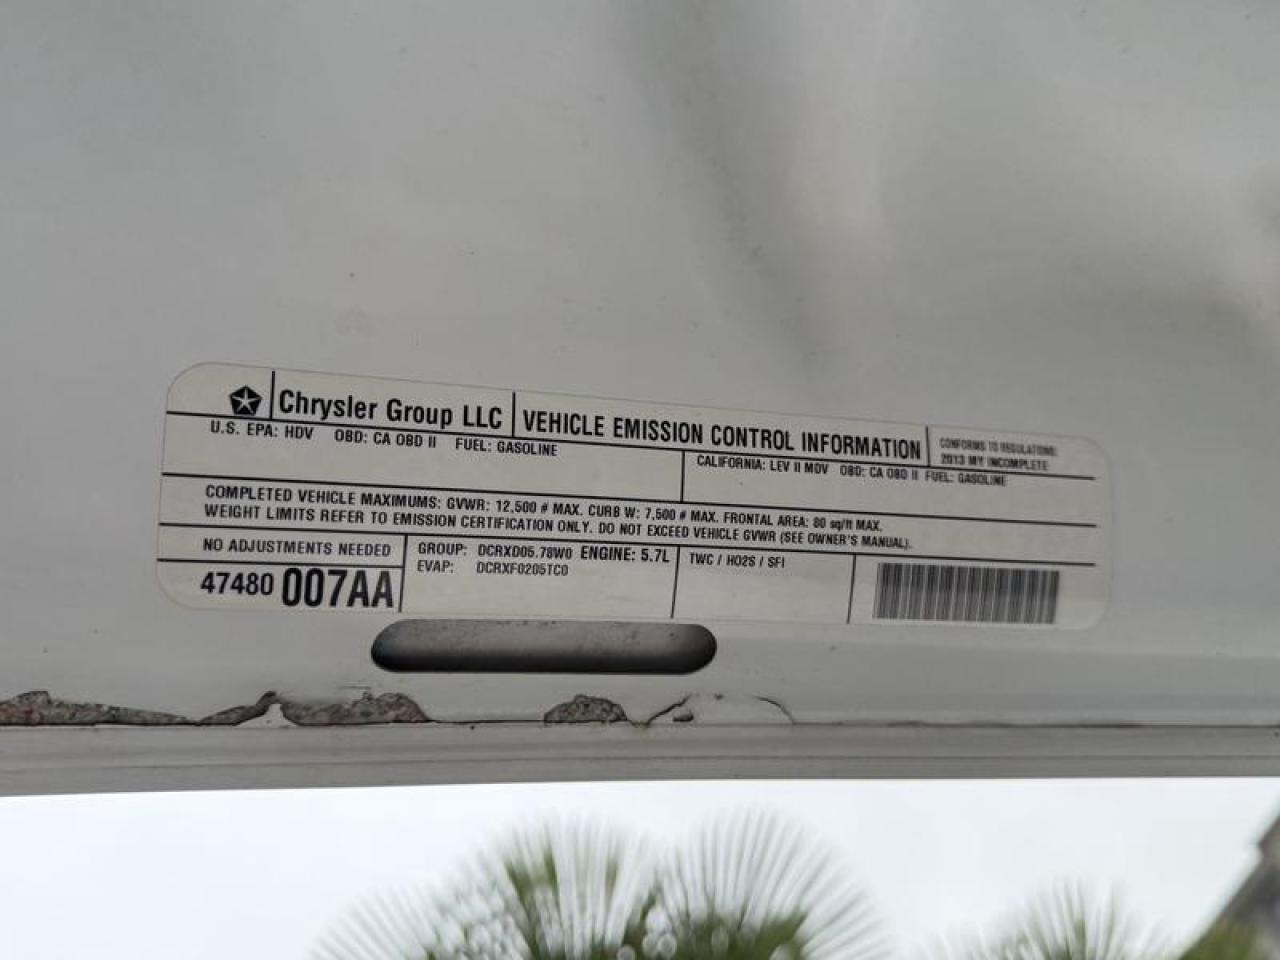 Chrysler Group LLC
VEHICLE EMISSION CONTROL INFORMATION
CONFORMS TO REGULATIONS:
2013 MY INCOMPLETE
U.S. EPA: HDV OBD: CA OBD II FUEL: GASOLINE
CALIFORNIA: LEV II MDV OBD: CA OBD II FUEL: GASOLINE
COMPLETED VEHICLE MAXIMUMS: GVWR: 12,500 # MAX. CURB W: 7,500 # MAX. FRONTAL AREA: 80 sq/ft MAX.
WEIGHT LIMITS REFER TO EMISSION CERTIFICATION ONLY. DO NOT EXCEED VEHICLE GVWR (SEE OWNER'S MANUAL).
NO ADJUSTMENTS NEEDED
47480 007AA
GROUP: DCRXD05.78W0 ENGINE: 5.7L
EVAP: DCRXF0205TC0
TWC / HO2S / SFI